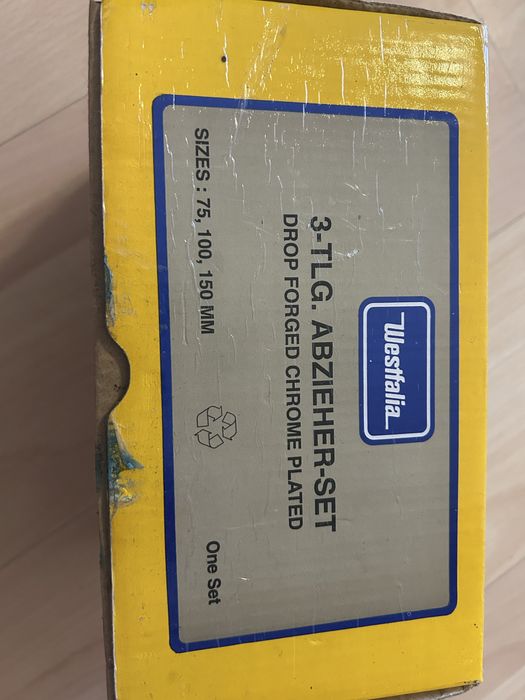 Westfalia
3-TLG. ABZIEHER-SET
DROP FORGED CHROME PLATED
SIZES : 75, 100, 150 MM
One Set